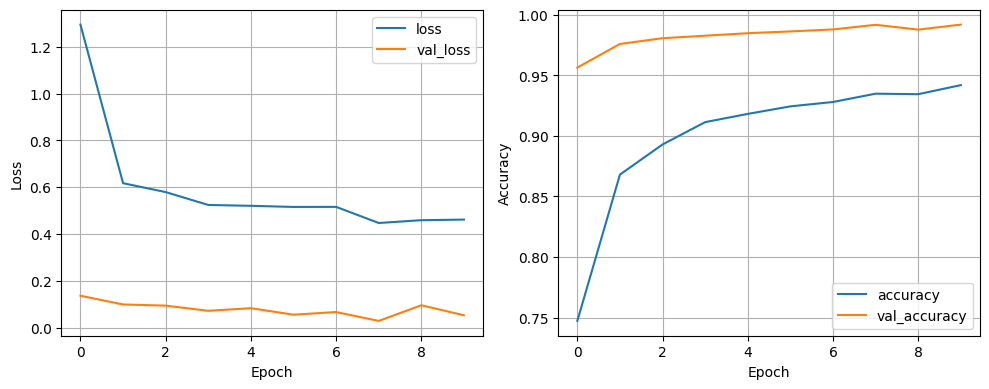 loss
val_loss
1.2
1.0
0.8
0.6
0.4
0.2
0.0
Loss
0 2 4 6 8
Epoch
1.00
0.95
0.90
0.85
0.80
0.75
Accuracy
accuracy
val_accuracy
0 2 4 6 8
Epoch